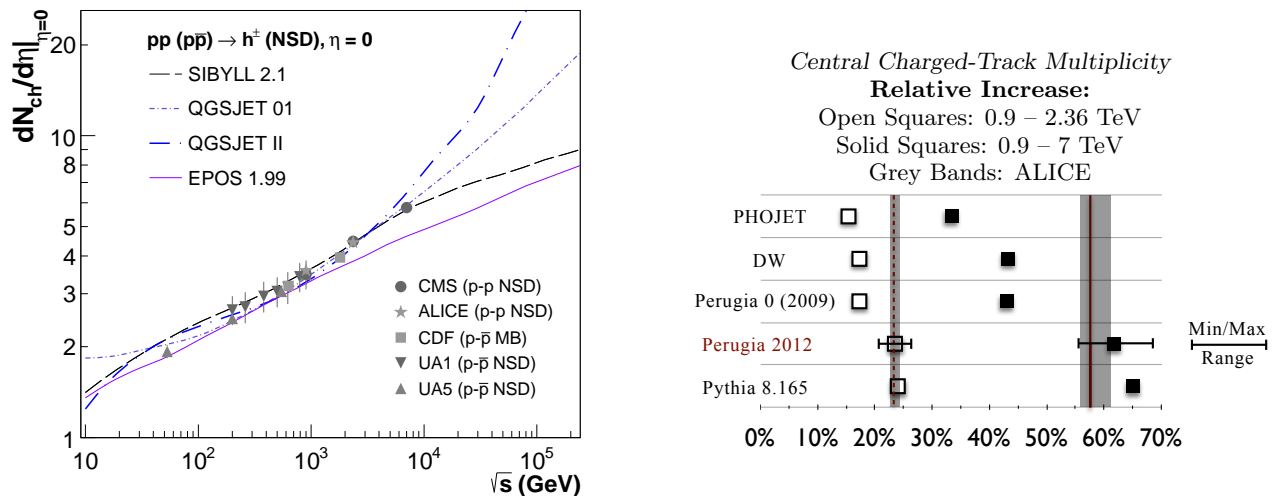 dN_ch/dη|_η=0
20
10
8
6
5
4
3
2
1
pp (pp̅) → h^± (NSD), η = 0
SIBYLL 2.1
QGSJET 01
QGSJET II
EPOS 1.99
CMS (p-p NSD)
ALICE (p-p NSD)
CDF (p-p̅ MB)
UA1 (p-p̅ NSD)
UA5 (p-p̅ NSD)
10 10² 10³ 10⁴ 10⁵
√s (GeV)
Central Charged-Track Multiplicity
Relative Increase:
Open Squares: 0.9 – 2.36 TeV
Solid Squares: 0.9 – 7 TeV
Grey Bands: ALICE
PHOJET
DW
Perugia 0 (2009)
Perugia 2012
Pythia 8.165
Min/Max
Range
0% 10% 20% 30% 40% 50% 60% 70%